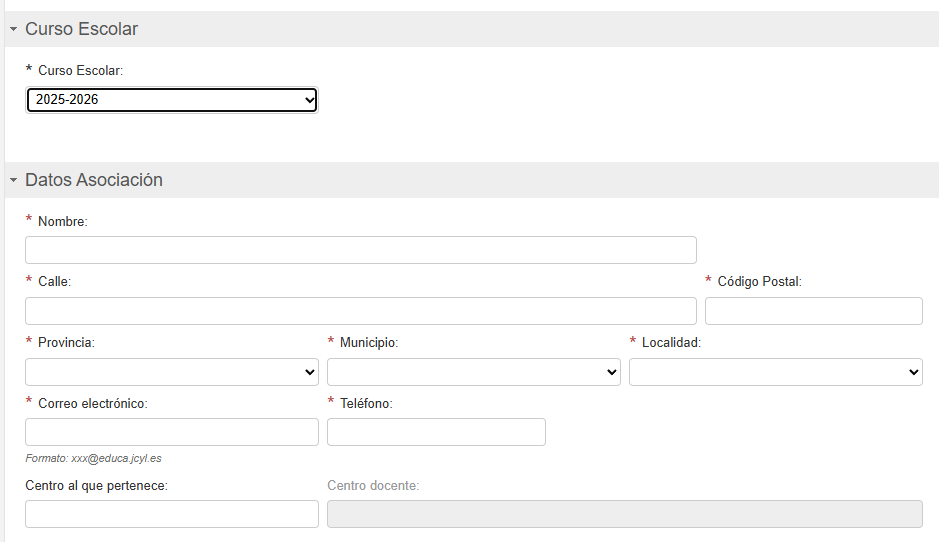 Curso Escolar
* Curso Escolar:
2025-2026
Datos Asociación
* Nombre:
* Calle: * Código Postal:
* Provincia: * Municipio: * Localidad:
* Correo electrónico: * Teléfono:
Formato: xxx@educa.jcyl.es
Centro al que pertenece: Centro docente: